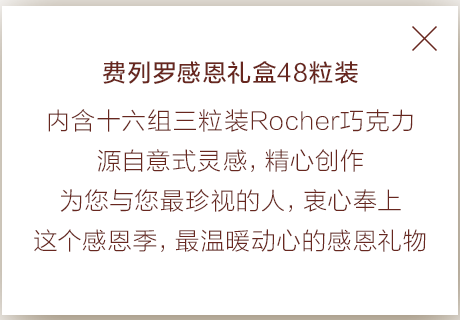 费列罗感恩礼盒48粒装
内含十六组三粒装Rocher巧克力
源自意式灵感, 精心创作
为您与您最珍视的人, 衷心奉上
这个感恩季, 最温暖动心的感恩礼物